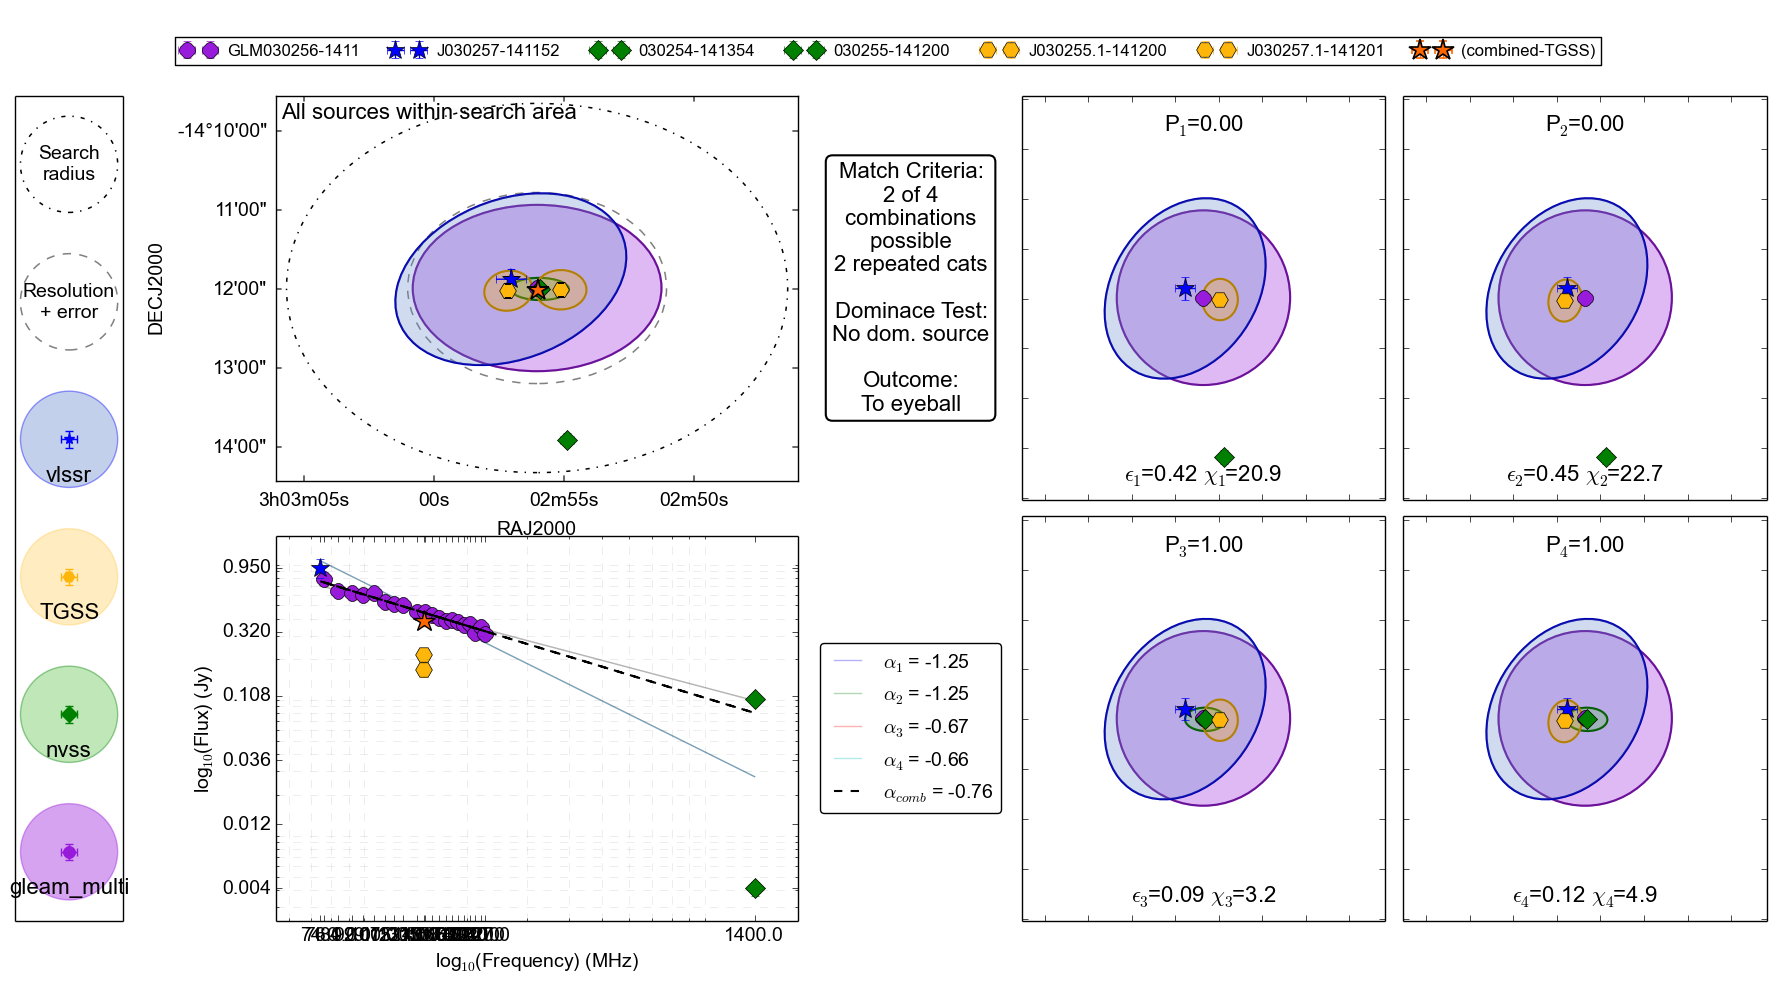 GLM030256-1411 J030257-141152 030254-141354 030255-141200 J030255.1-141200 J030257.1-141201 (combined-TGSS)
Search
radius
Resolution
+ error
vlssr
TGSS
nvss
gleam_multi
All sources within search area
DECJ2000
-14°10'00"
11'00"
12'00"
13'00"
14'00"
3h03m05s 00s 02m55s 02m50s
RAJ2000
Match Criteria:
2 of 4
combinations
possible
2 repeated cats
Dominace Test:
No dom. source
Outcome:
To eyeball
P₁=0.00
ϵ₁=0.42 χ₁=20.9
P₂=0.00
ϵ₂=0.45 χ₂=22.7
log₁₀(Flux) (Jy)
0.950
0.320
0.108
0.036
0.012
0.004
1400.0
log₁₀(Frequency) (MHz)
α₁ = -1.25
α₂ = -1.25
α₃ = -0.67
α₄ = -0.66
α_comb = -0.76
P₃=1.00
ϵ₃=0.09 χ₃=3.2
P₄=1.00
ϵ₄=0.12 χ₄=4.9